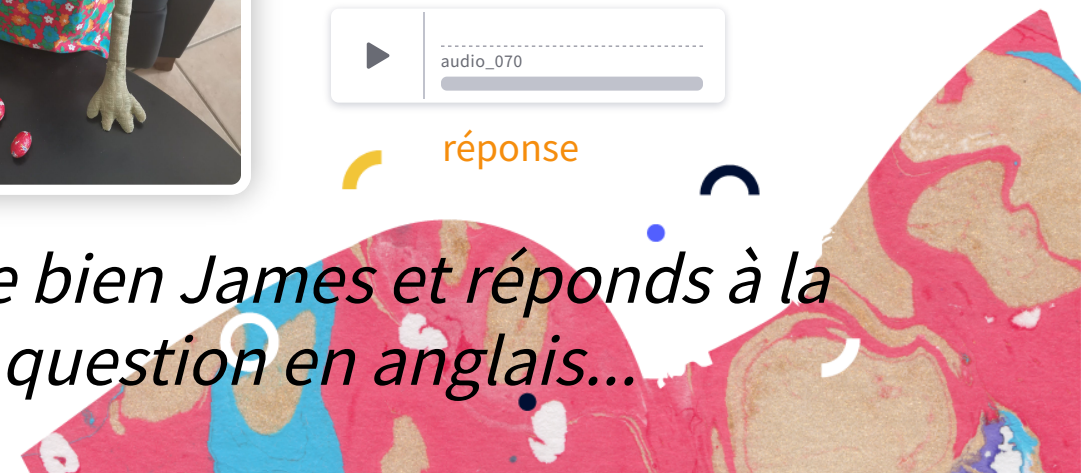 audio_070
réponse
e bien James et réponds à la
question en anglais...